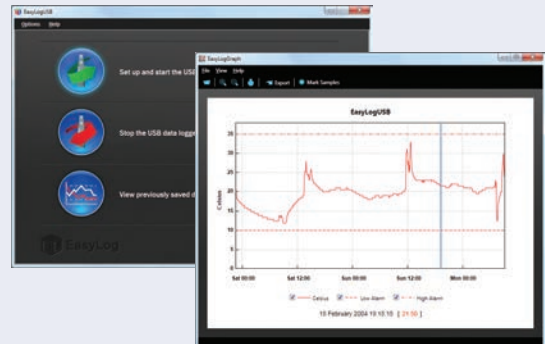 EasyLogUSB
Options Help
Set up and start the USB
Stop the USB data logge
View previously saved d
EasyLog
EasyLogGraph
File View Help
Export Mark Samples
EasyLogUSB
Celsius
35
30
25
20
15
10
5
0
Sat 00:00 Sat 12:00 Sun 00:00 Sun 12:00 Mon 00:00
Celsius Low Alarm High Alarm
15 February 2004 19:15:15 [ 21.50 ]